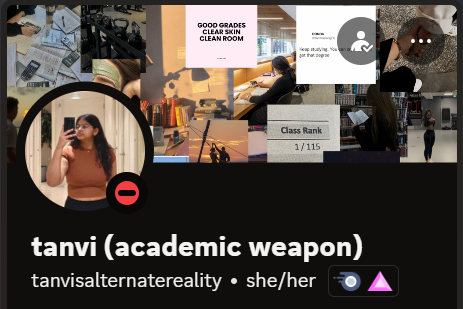 GOOD GRADES
CLEAR SKIN
CLEAN ROOM
Keep studying. You can
get that degree.
Class Rank
1 / 115
tanvi (academic weapon)
tanvisalternatereality • she/her